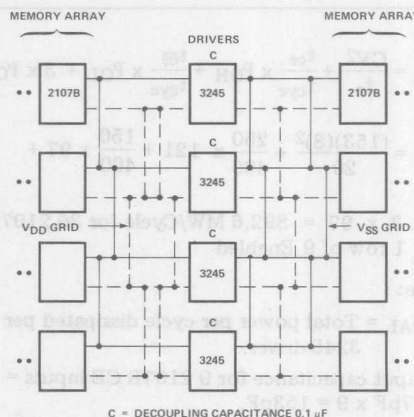 MEMORY ARRAY
MEMORY ARRAY
DRIVERS
C
2107B
3245
2107B
C
3245
VDD GRID
VSS GRID
C
3245
C
3245
C = DECOUPLING CAPACITANCE 0.1 µF